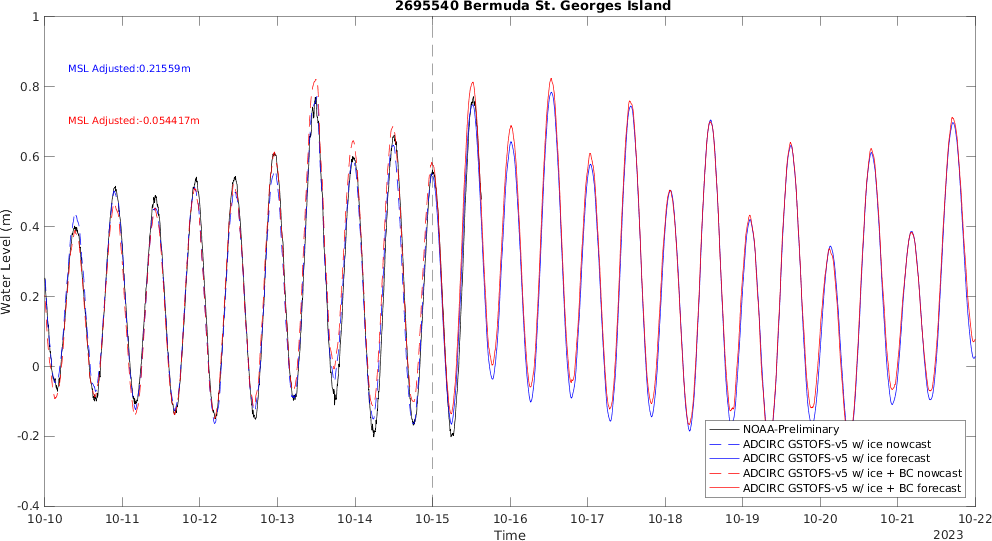 2695540 Bermuda St. Georges Island
1
0.8
0.6
0.4
0.2
0
-0.2
-0.4
Water Level (m)
MSL Adjusted:0.21559m
MSL Adjusted:-0.054417m
NOAA-Preliminary
ADCIRC GSTOFS-v5 w/ ice nowcast
ADCIRC GSTOFS-v5 w/ ice forecast
ADCIRC GSTOFS-v5 w/ ice + BC nowcast
ADCIRC GSTOFS-v5 w/ ice + BC forecast
10-10 10-11 10-12 10-13 10-14 10-15 10-16 10-17 10-18 10-19 10-20 10-21 10-22
Time
2023